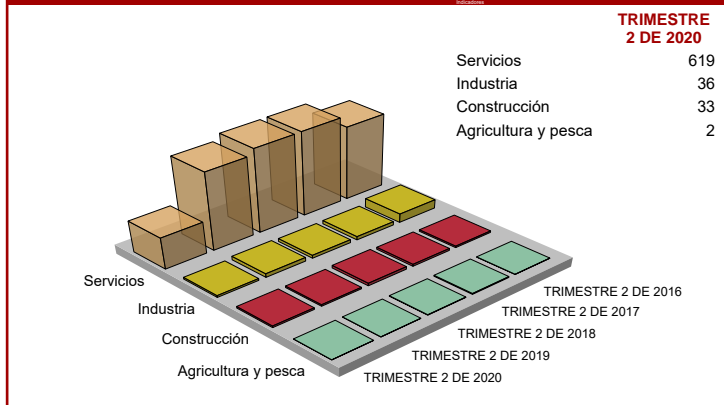 Indicadores
TRIMESTRE
2 DE 2020
Servicios 619
Industria 36
Construcción 33
Agricultura y pesca 2
Servicios
Industria
Construcción
Agricultura y pesca
TRIMESTRE 2 DE 2016
TRIMESTRE 2 DE 2017
TRIMESTRE 2 DE 2018
TRIMESTRE 2 DE 2019
TRIMESTRE 2 DE 2020